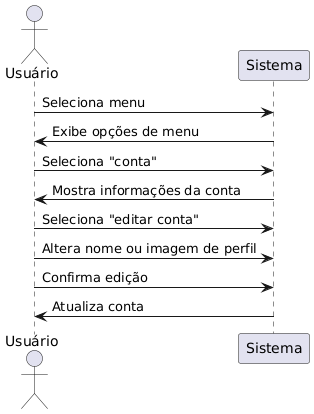 Usuário
Sistema
Seleciona menu
Exibe opções de menu
Seleciona "conta"
Mostra informações da conta
Seleciona "editar conta"
Altera nome ou imagem de perfil
Confirma edição
Atualiza conta
Usuário
Sistema